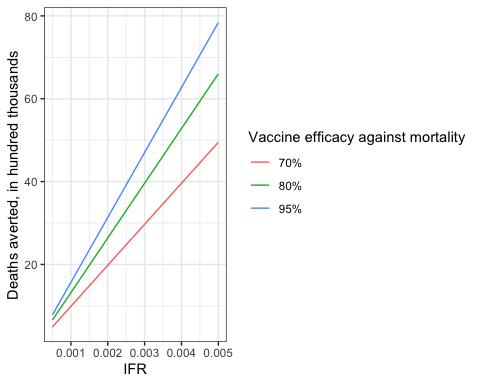 Deaths averted, in hundred thousands
80
60
40
20
0.001 0.002 0.003 0.004 0.005
IFR
Vaccine efficacy against mortality
70%
80%
95%